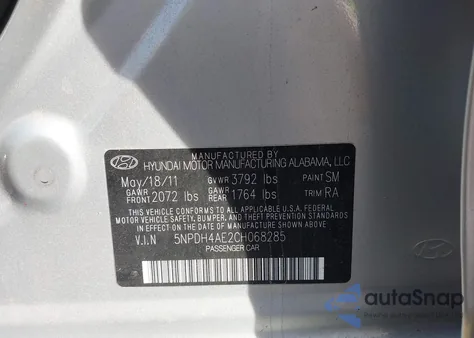 MANUFACTURED BY
HYUNDAI MOTOR MANUFACTURING ALABAMA, LLC
May/18/11 GVWR 3792 lbs PAINT SM
GAWR FRONT 2072 lbs GAWR REAR 1764 lbs TRIM RA
THIS VEHICLE CONFORMS TO ALL APPLICABLE U.S.A. FEDERAL
MOTOR VEHICLE SAFETY, BUMPER, AND THEFT PREVENTION
STANDARDS IN EFFECT ON THE DATE OF MANUFACTURE SHOWN
ABOVE.
V.I.N 5NPDH4AE2CH068285
PASSENGER CAR
autoSnap